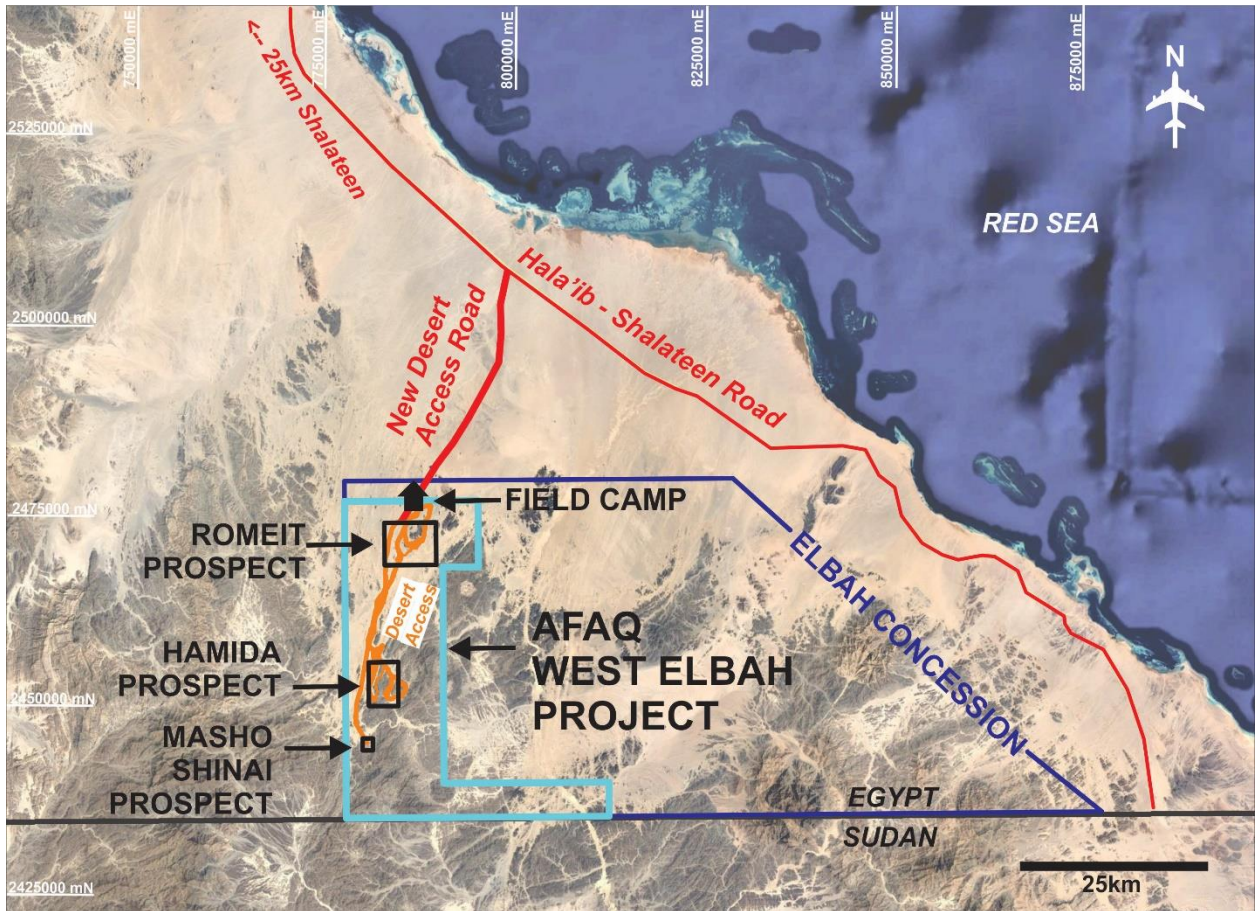 750000 mE
775000 mE
800000 mE
825000 mE
850000 mE
875000 mE
N
<-- 25km Shalateen
2525000 mN
RED SEA
Hala'ib - Shalateen Road
2500000 mN
New Desert
Access Road
2475000 mN
FIELD CAMP
ROMEIT
PROSPECT
Desert
Access
ELBAH CONCESSION
AFAQ
WEST ELBAH
PROJECT
HAMIDA
PROSPECT
2450000 mN
MASHO
SHINAI
PROSPECT
EGYPT
SUDAN
25km
2425000 mN